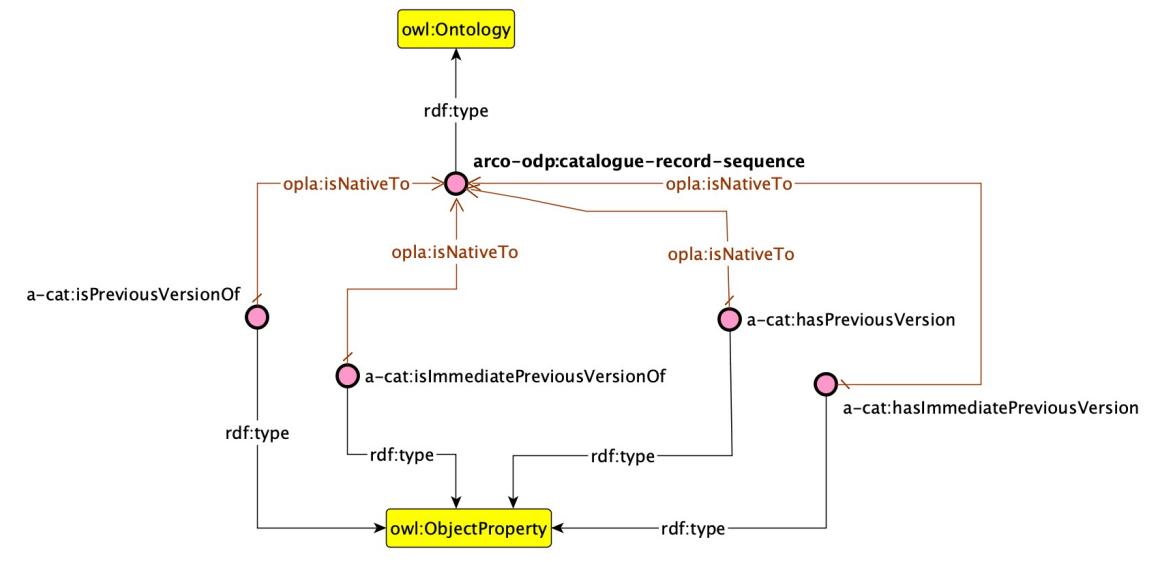 owl:Ontology
rdf:type
arco-odp:catalogue-record-sequence
opla:isNativeTo
opla:isNativeTo
opla:isNativeTo
opla:isNativeTo
a-cat:isPreviousVersionOf
a-cat:hasPreviousVersion
a-cat:isImmediatePreviousVersionOf
a-cat:hasImmediatePreviousVersion
rdf:type
rdf:type
rdf:type
owl:ObjectProperty
rdf:type